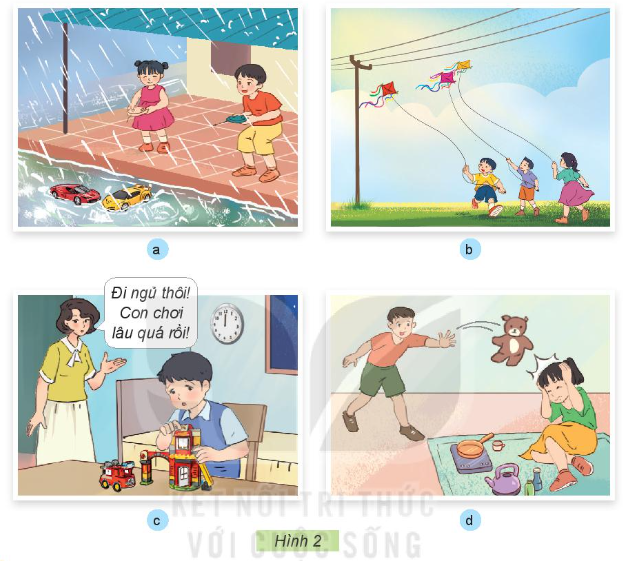 a
b
Đi ngủ thôi!
Con chơi
lâu quá rồi!
c
d
KẾT NỐI TRI THỨC
VỚI CUỘC SỐNG
Hình 2